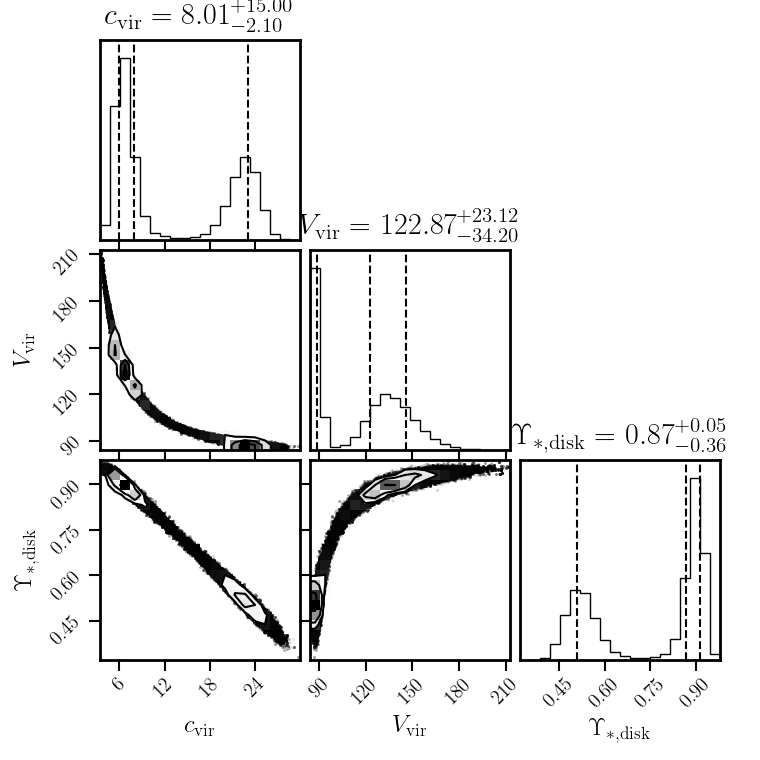 c_vir = 8.01^{+15.00}_{-2.10}
V_vir = 122.87^{+23.12}_{-34.20}
210
180
150
120
90
V_vir
ϒ_{*,disk} = 0.87^{+0.05}_{-0.36}
0.90
0.75
0.60
0.45
ϒ_{*,disk}
6 12 18 24
90 120 150 180 210
0.45 0.60 0.75 0.90
c_vir
V_vir
ϒ_{*,disk}